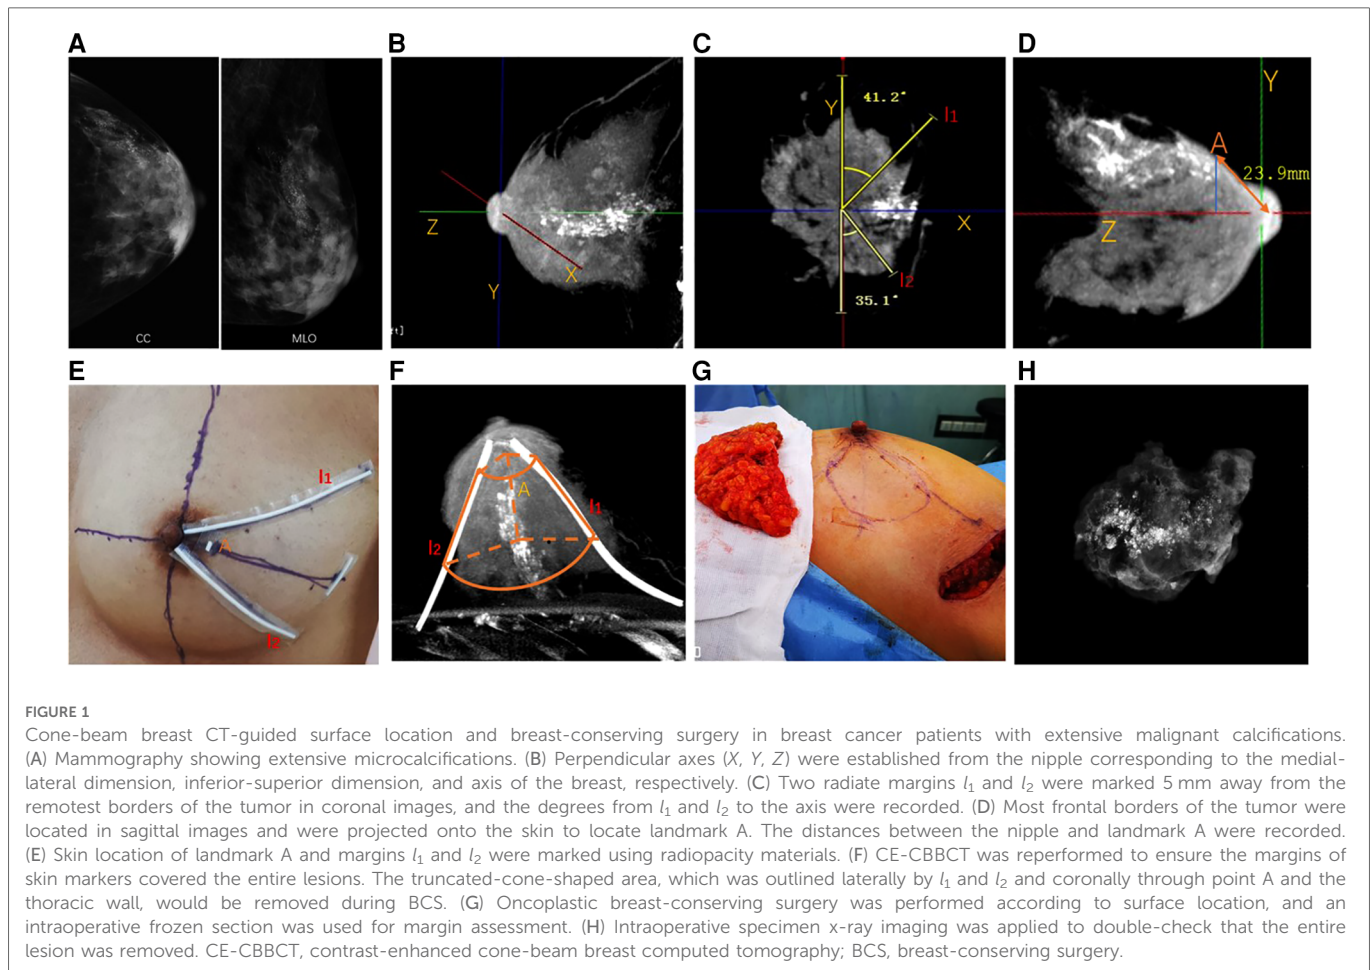 A
B
C
D
CC
MLO
Z
X
Y
Y
41.2°
l1
X
l2
35.1°
Y
A
23.9mm
Z
E
F
G
H
l1
A
l2
A
l1
l2
FIGURE 1
Cone-beam breast CT-guided surface location and breast-conserving surgery in breast cancer patients with extensive malignant calcifications.
(A) Mammography showing extensive microcalcifications. (B) Perpendicular axes (X, Y, Z) were established from the nipple corresponding to the medial-
lateral dimension, inferior-superior dimension, and axis of the breast, respectively. (C) Two radiate margins l1 and l2 were marked 5 mm away from the
remotest borders of the tumor in coronal images, and the degrees from l1 and l2 to the axis were recorded. (D) Most frontal borders of the tumor were
located in sagittal images and were projected onto the skin to locate landmark A. The distances between the nipple and landmark A were recorded.
(E) Skin location of landmark A and margins l1 and l2 were marked using radiopacity materials. (F) CE-CBBCT was reperformed to ensure the margins of
skin markers covered the entire lesions. The truncated-cone-shaped area, which was outlined laterally by l1 and l2 and coronally through point A and the
thoracic wall, would be removed during BCS. (G) Oncoplastic breast-conserving surgery was performed according to surface location, and an
intraoperative frozen section was used for margin assessment. (H) Intraoperative specimen x-ray imaging was applied to double-check that the entire
lesion was removed. CE-CBBCT, contrast-enhanced cone-beam breast computed tomography; BCS, breast-conserving surgery.